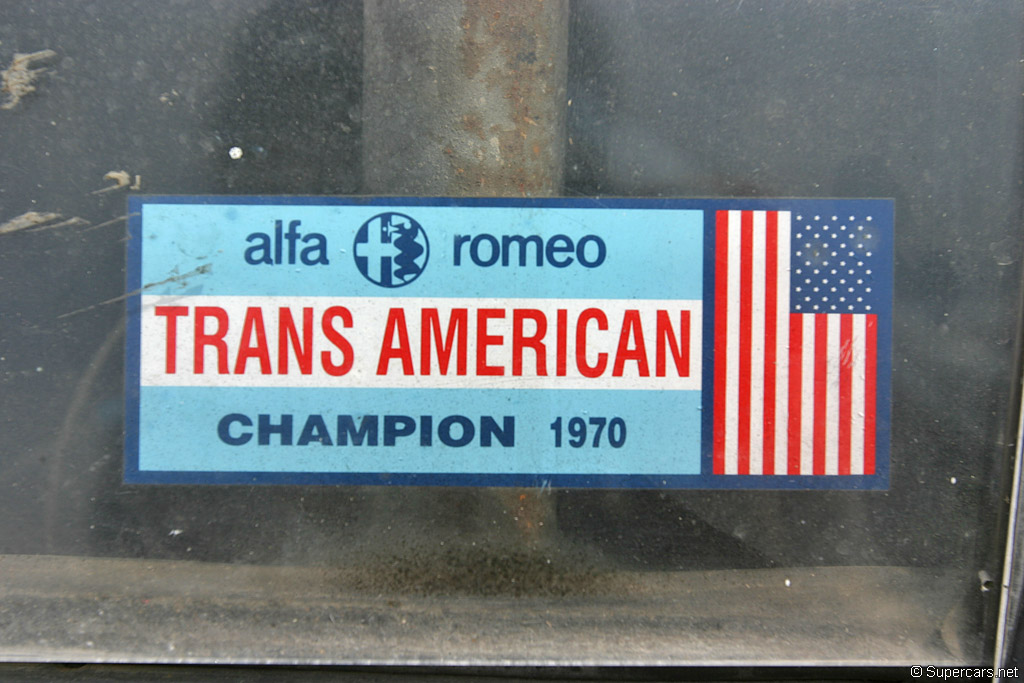 alfa romeo
TRANS AMERICAN
CHAMPION 1970
© Supercars.net